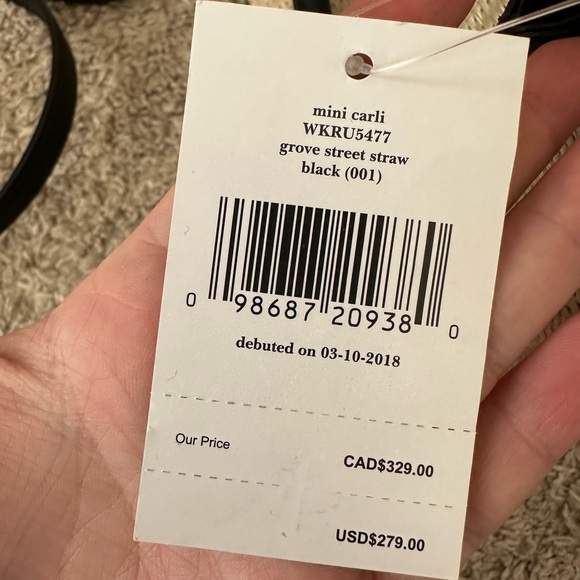 mini carli
WKRU5477
grove street straw
black (001)
0 98687 20938 0
debuted on 03-10-2018
Our Price CAD$329.00
USD$279.00